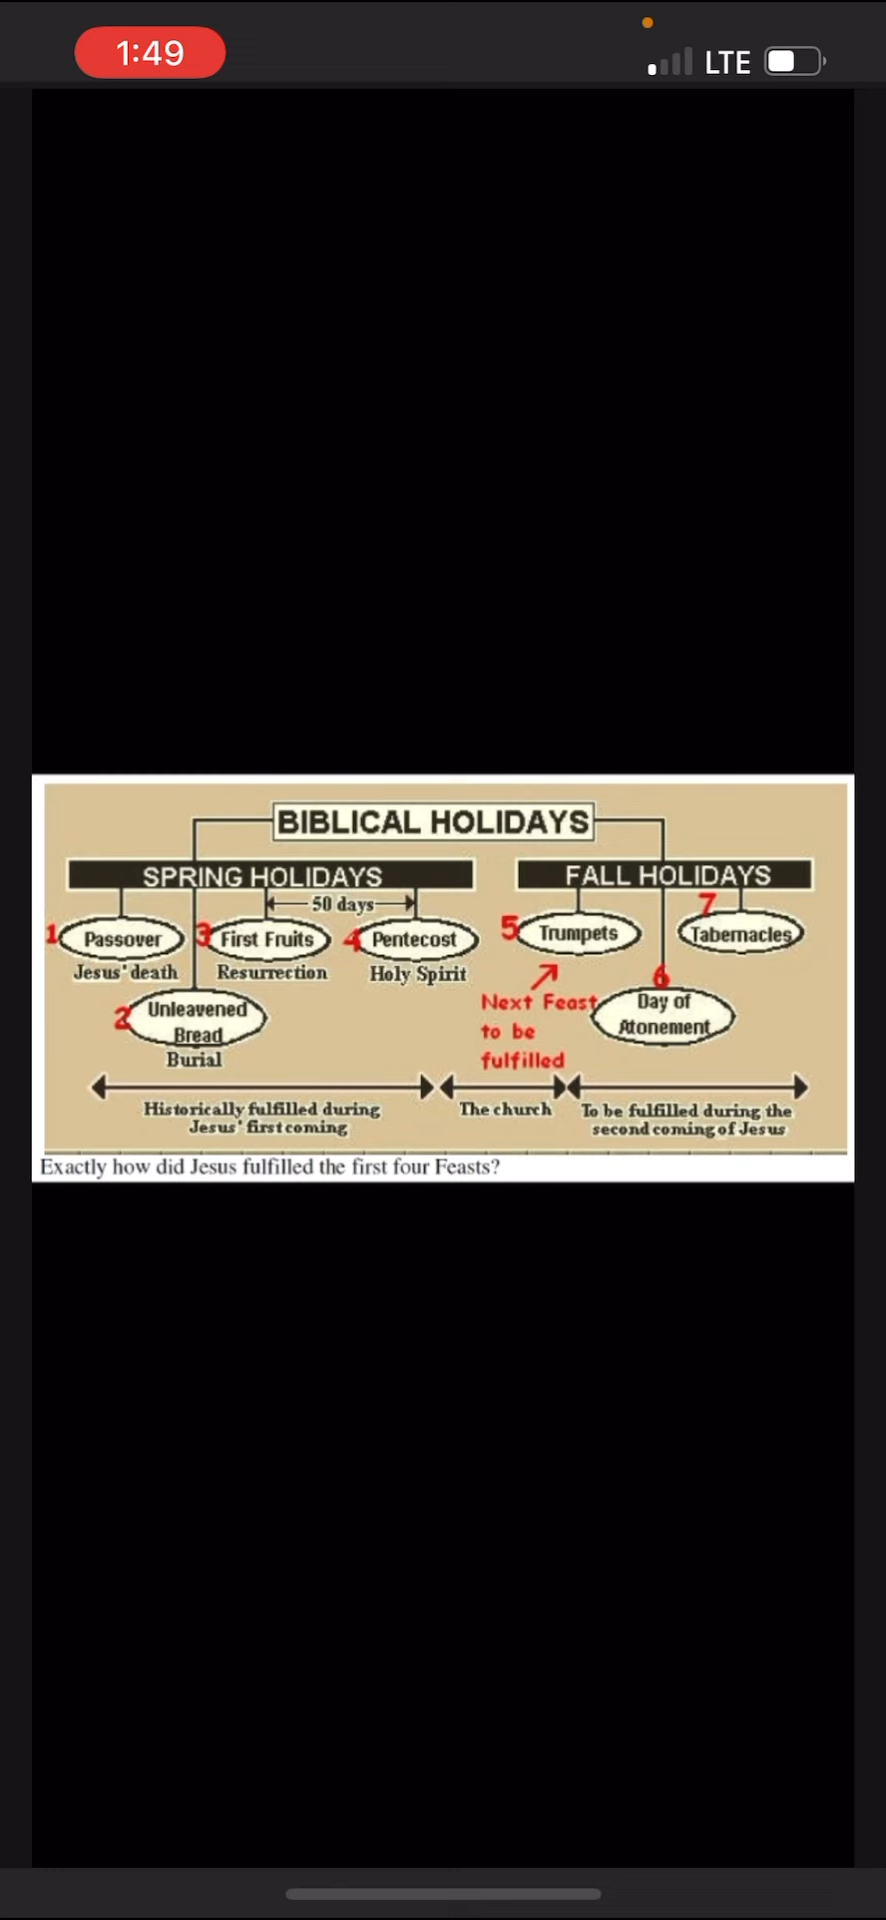 1:49
LTE
BIBLICAL HOLIDAYS
SPRING HOLIDAYS
FALL HOLIDAYS
50 days
1 Passover
Jesus' death
2 Unleavened
Bread
Burial
3 First Fruits
Resurrection
4 Pentecost
Holy Spirit
5 Trumpets
Next Feast
to be
fulfilled
6
Day of
Atonement
7
Tabernacles
Historically fulfilled during
Jesus' first coming
The church
To be fulfilled during the
second coming of Jesus
Exactly how did Jesus fulfilled the first four Feasts?